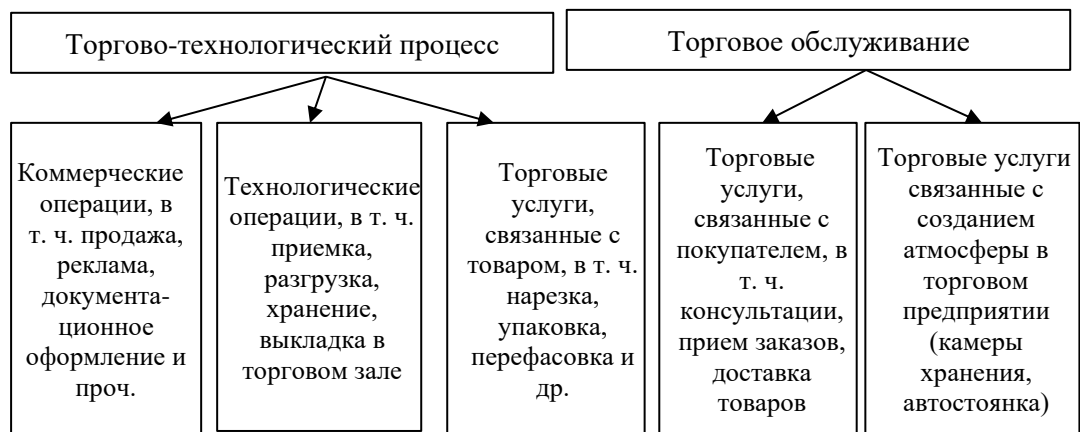 Торгово-технологический процесс
Торговое обслуживание
Коммерческие
операции, в
т. ч. продажа,
реклама,
документа-
ционное
оформление и
проч.
Технологические
операции, в т. ч.
приемка,
разгрузка,
хранение,
выкладка в
торговом зале
Торговые
услуги,
связанные с
товаром, в т. ч.
нарезка,
упаковка,
перефасовка и
др.
Торговые
услуги,
связанные с
покупателем, в
т. ч.
консультации,
прием заказов,
доставка
товаров
Торговые услуги
связанные с
созданием
атмосферы в
торговом
предприятии
(камеры
хранения,
автостоянка)